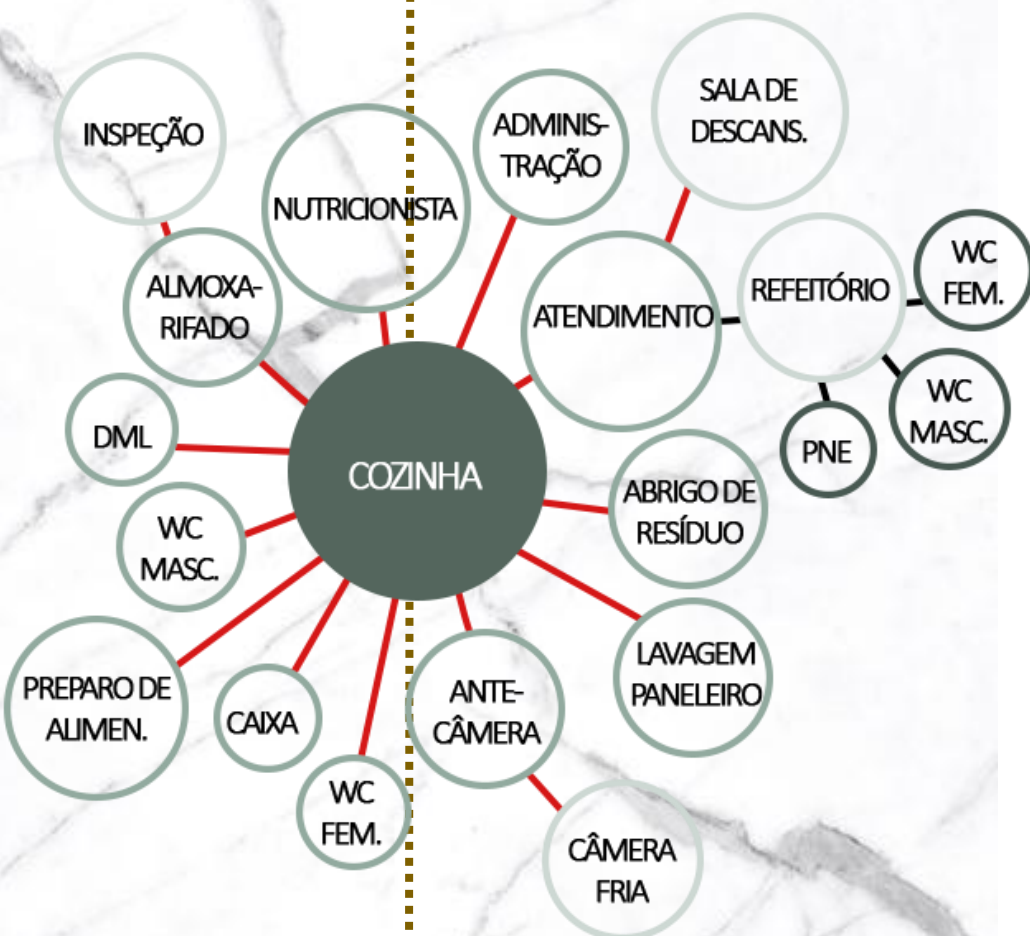 INSPEÇÃO
NUTRICIONISTA
ADMINIS-
TRAÇÃO
SALA DE
DESCANS.
ALMOXA-
RIFADO
ATENDIMENTO
REFEITÓRIO
WC
FEM.
WC
MASC.
PNE
DML
COZINHA
ABRIGO DE
RESÍDUO
WC
MASC.
LAVAGEM
PANELEIRO
PREPARO DE
ALIMEN.
CAIXA
ANTE-
CÂMERA
WC
FEM.
CÂMERA
FRIA